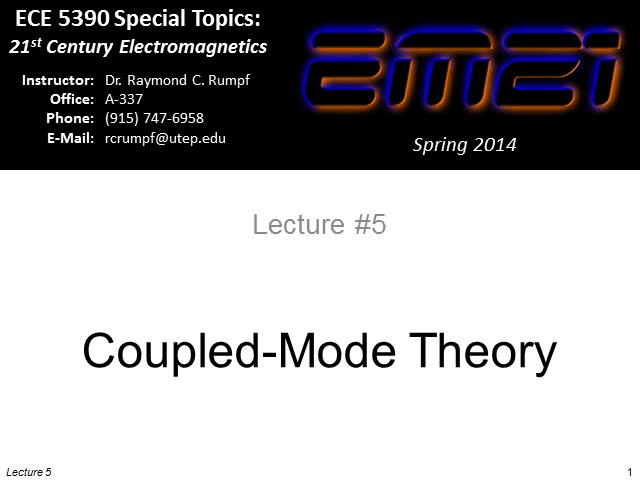 ECE 5390 Special Topics:
21st Century Electromagnetics
Instructor: Dr. Raymond C. Rumpf
Office: A-337
Phone: (915) 747-6958
E-Mail: rcrumpf@utep.edu
EM21
Spring 2014
Lecture #5
Coupled-Mode Theory
Lecture 5
1